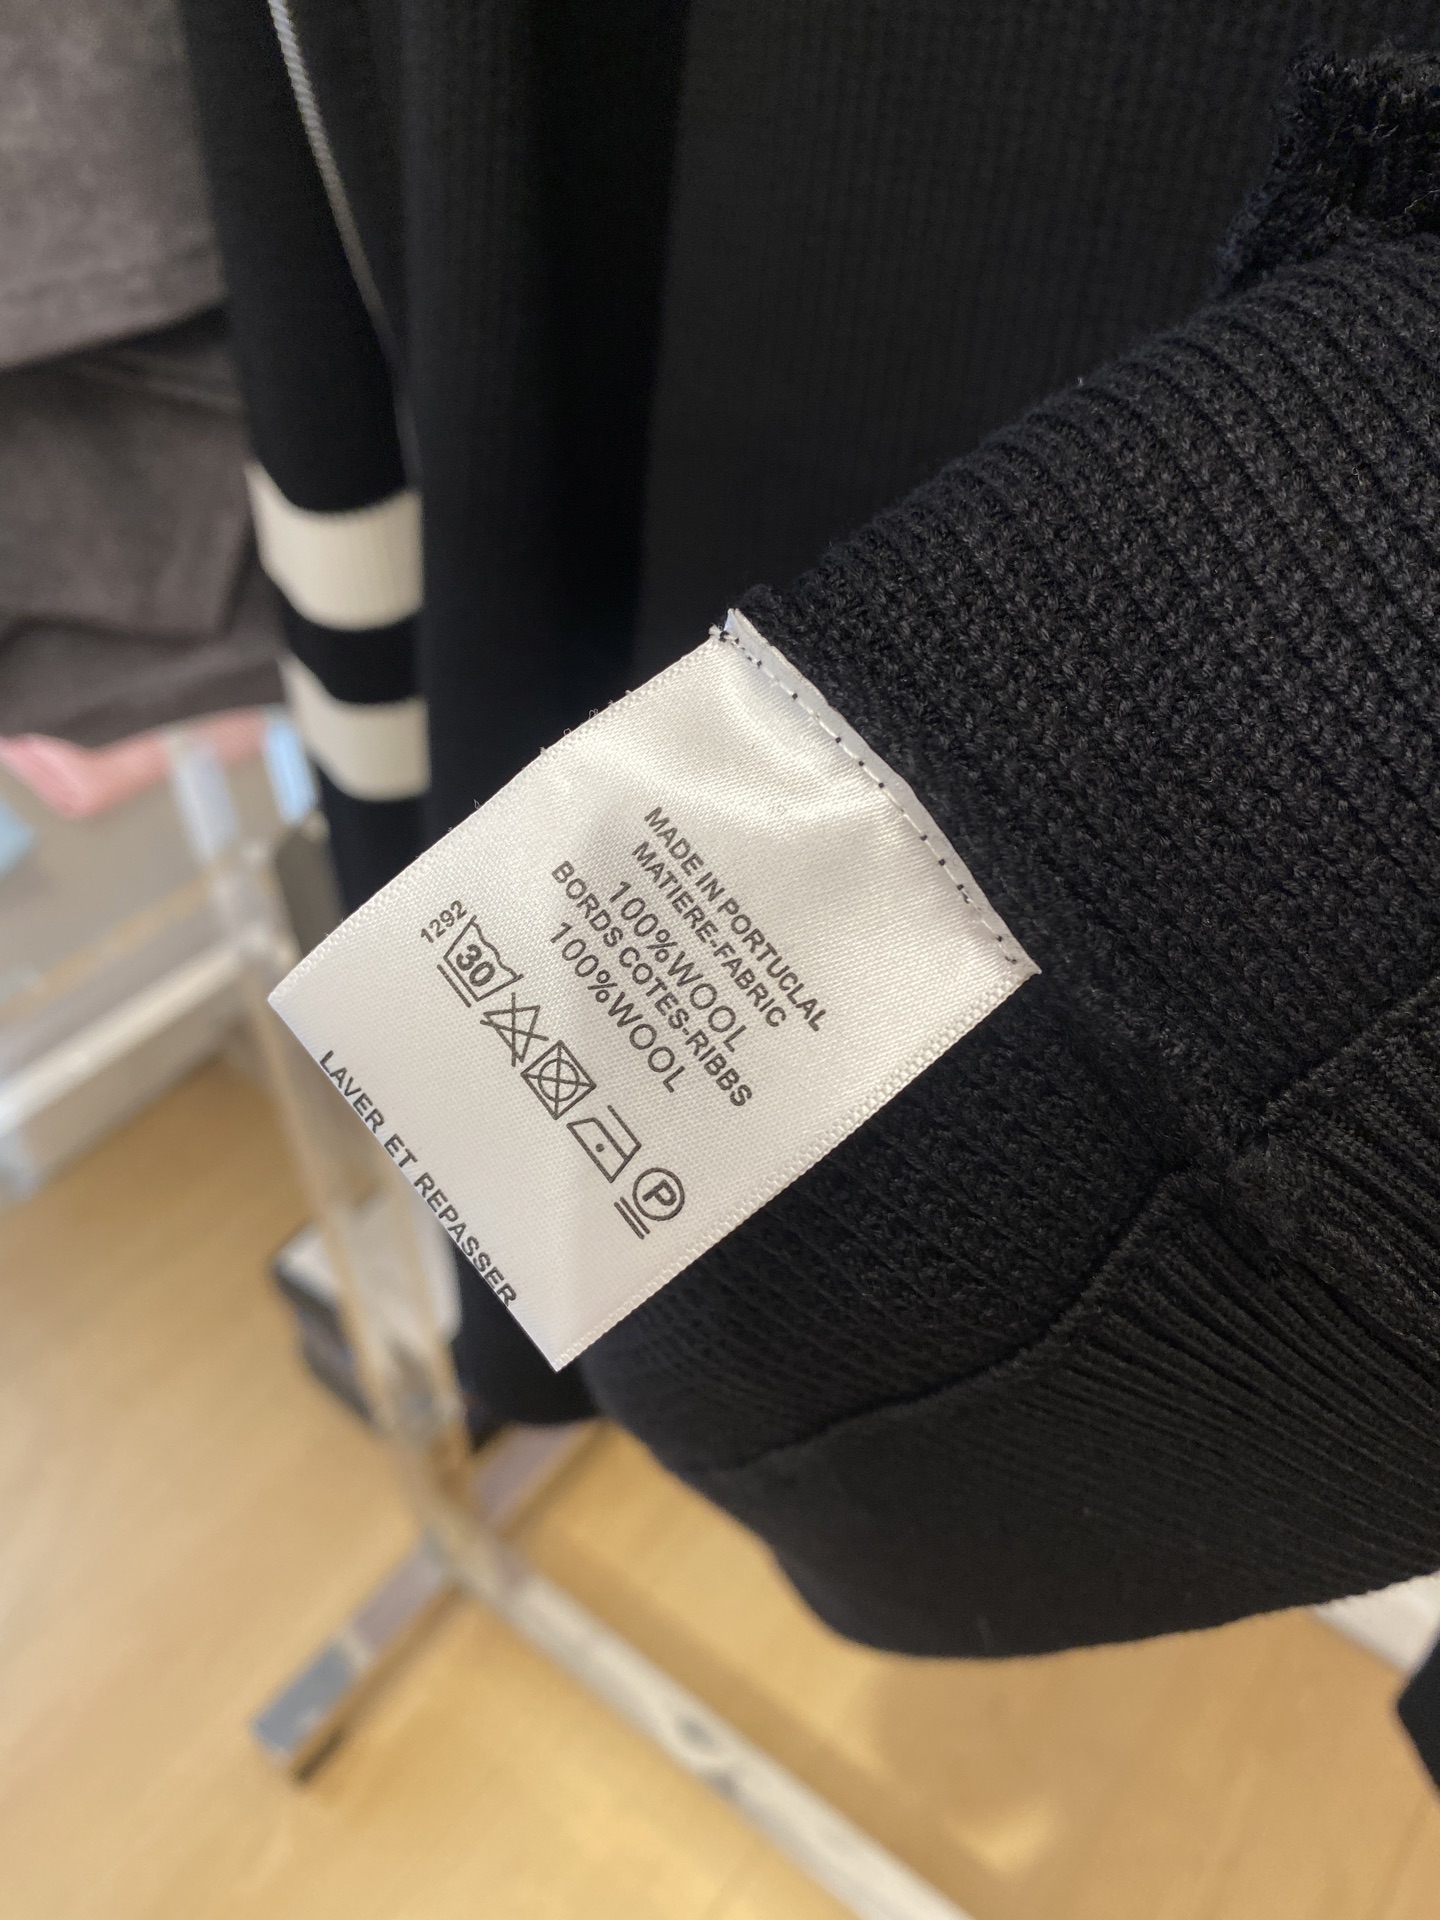 MADE IN PORTUCLAL
MATIERE-FABRIC
100%WOOL
BORDS COTES-RIBBS
100%WOOL
1292
30
P
LAVER ET REPASSER